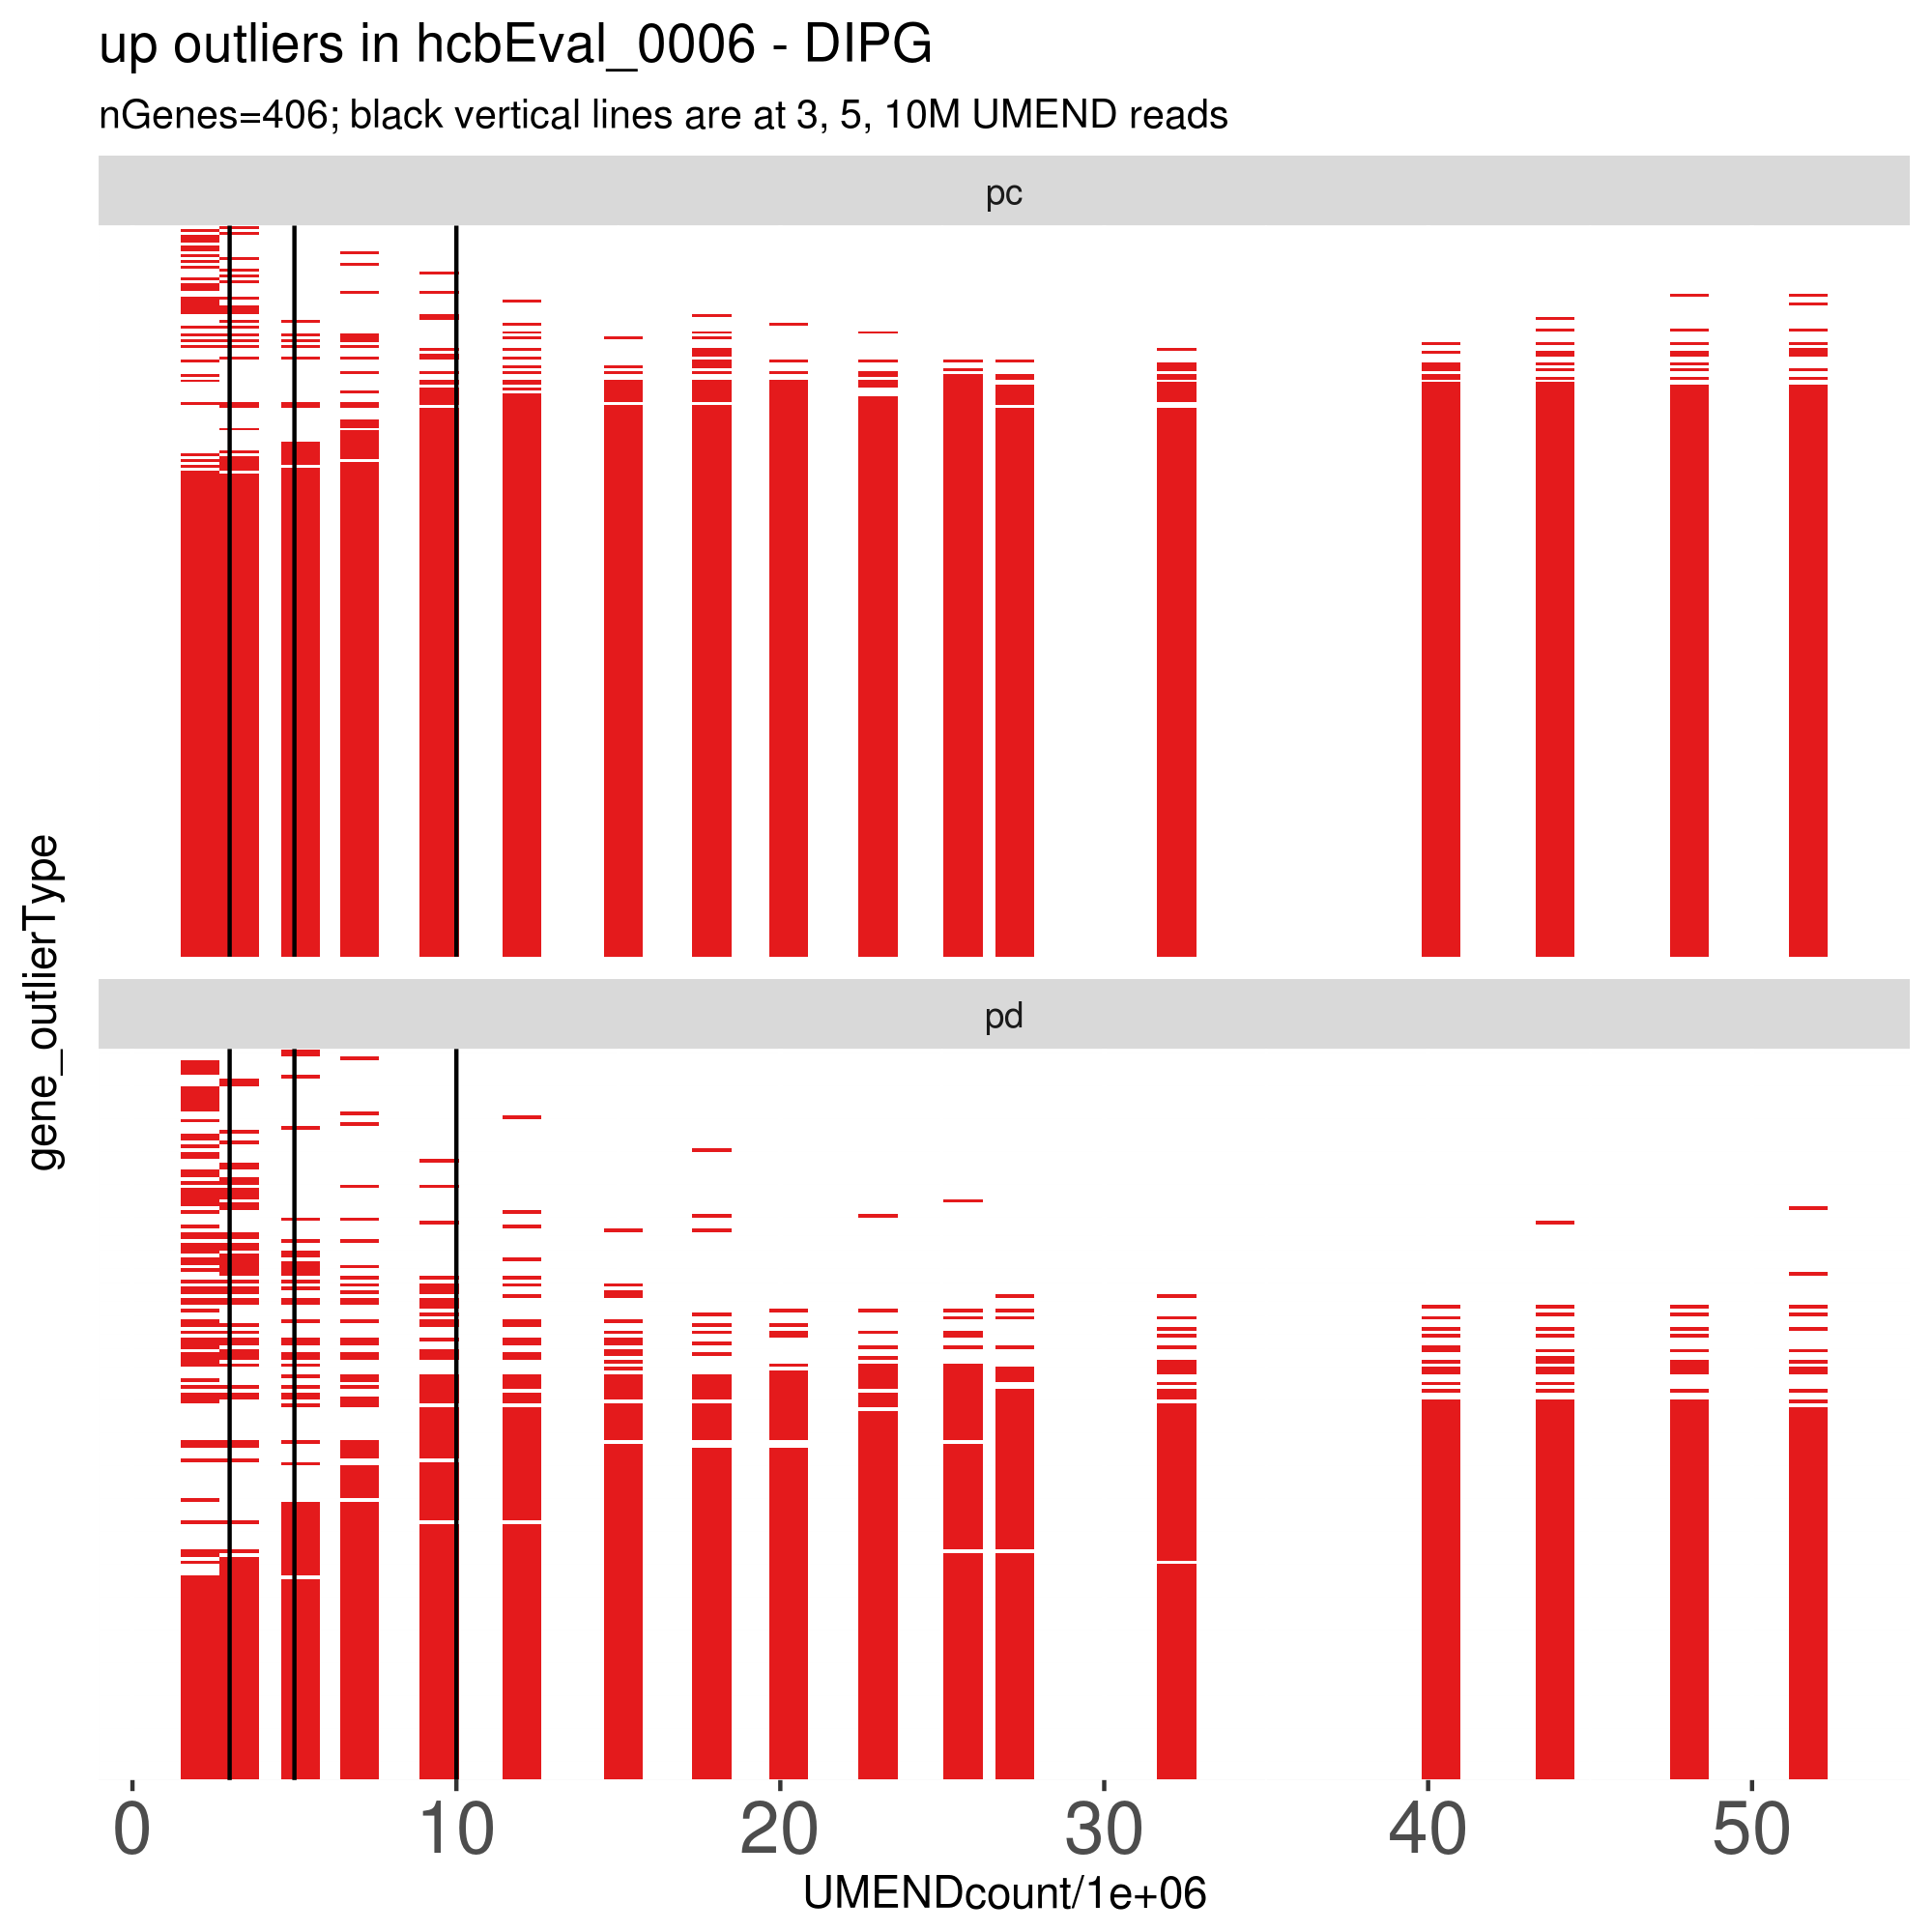 up outliers in hcbEval_0006 - DIPG
nGenes=406; black vertical lines are at 3, 5, 10M UMEND reads
pc
gene_outlierType
pd
0 10 20 30 40 50
UMENDcount/1e+06